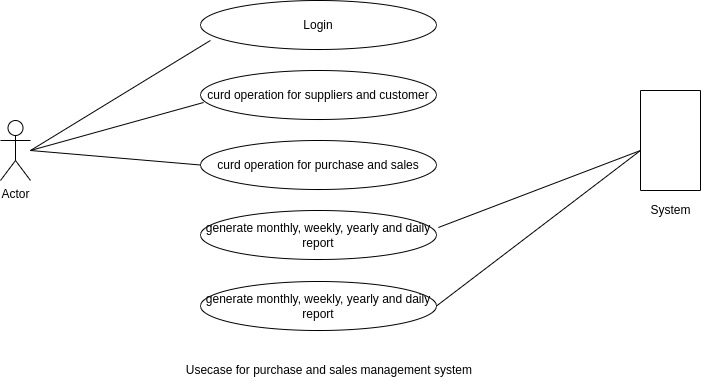 Login
curd operation for suppliers and customer
curd operation for purchase and sales
Actor
System
generate monthly, weekly, yearly and daily
report
generate monthly, weekly, yearly and daily
report
Usecase for purchase and sales management system